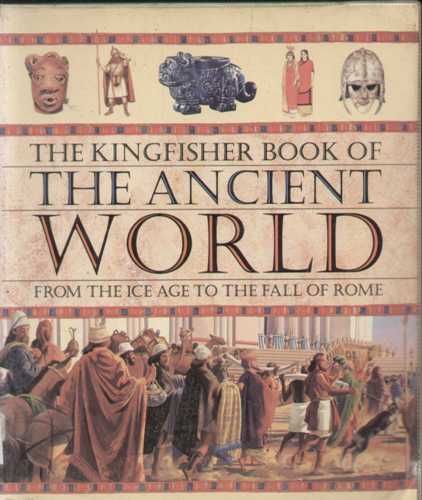 THE KINGFISHER BOOK OF
THE ANCIENT
WORLD
FROM THE ICE AGE TO THE FALL OF ROME